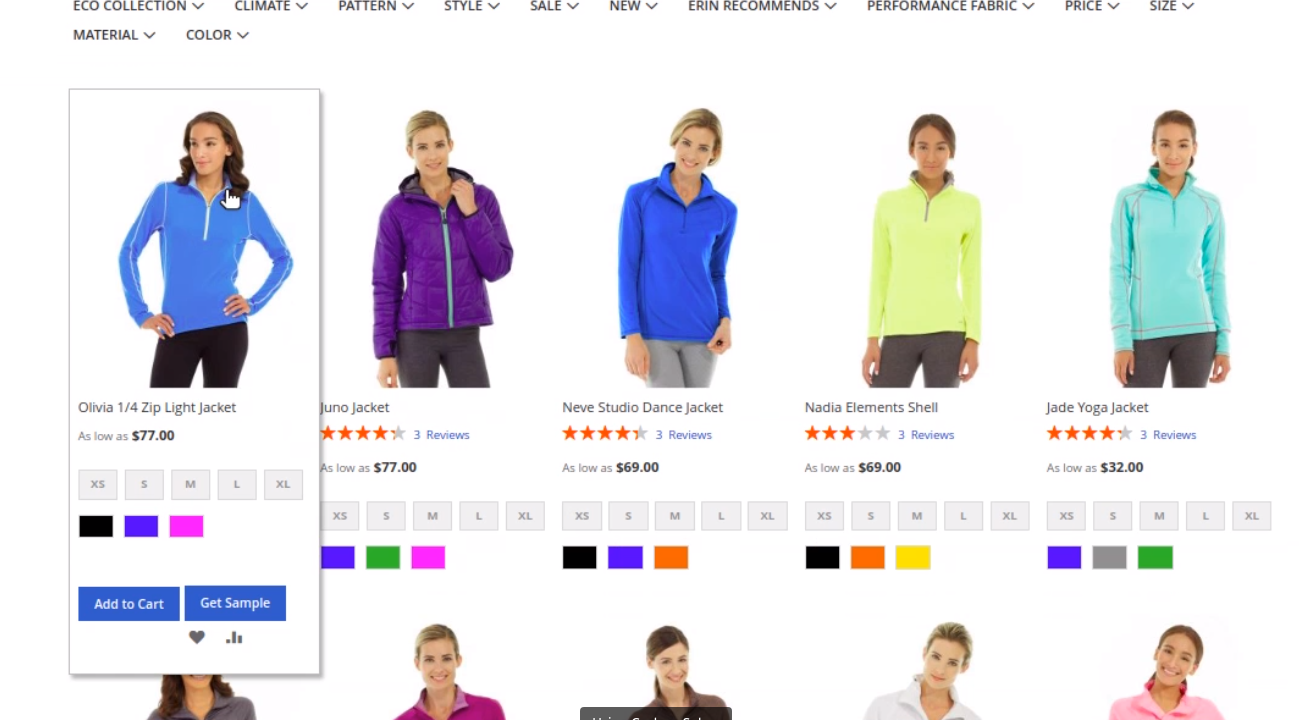 ECO COLLECTION CLIMATE PATTERN STYLE SALE NEW ERIN RECOMMENDS PERFORMANCE FABRIC PRICE SIZE
MATERIAL COLOR
Olivia 1/4 Zip Light Jacket
As low as $77.00
XS S M L XL
Add to Cart
Get Sample
Juno Jacket
3 Reviews
As low as $77.00
XS S M L XL
Neve Studio Dance Jacket
3 Reviews
As low as $69.00
XS S M L XL
Nadia Elements Shell
3 Reviews
As low as $69.00
XS S M L XL
Jade Yoga Jacket
3 Reviews
As low as $32.00
XS S M L XL